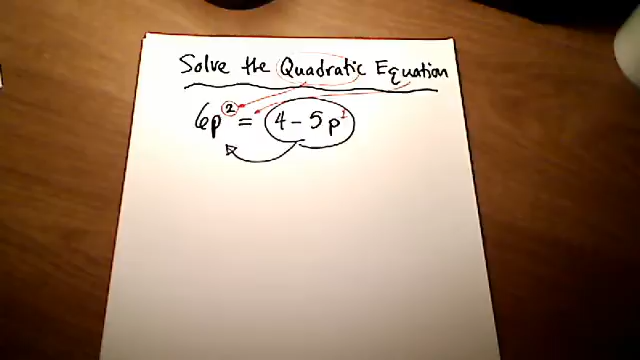 Solve the Quadratic Equation
6p² = 4 - 5p¹